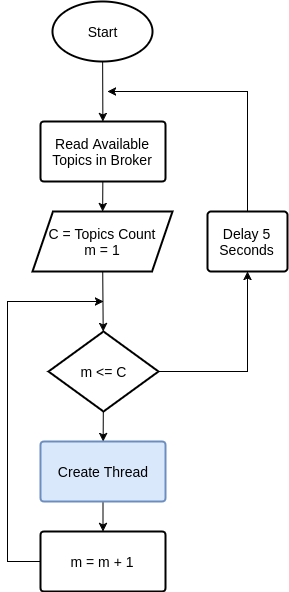 Start
Read Available
Topics in Broker
C = Topics Count
m = 1
Delay 5
Seconds
m <= C
Create Thread
m = m + 1